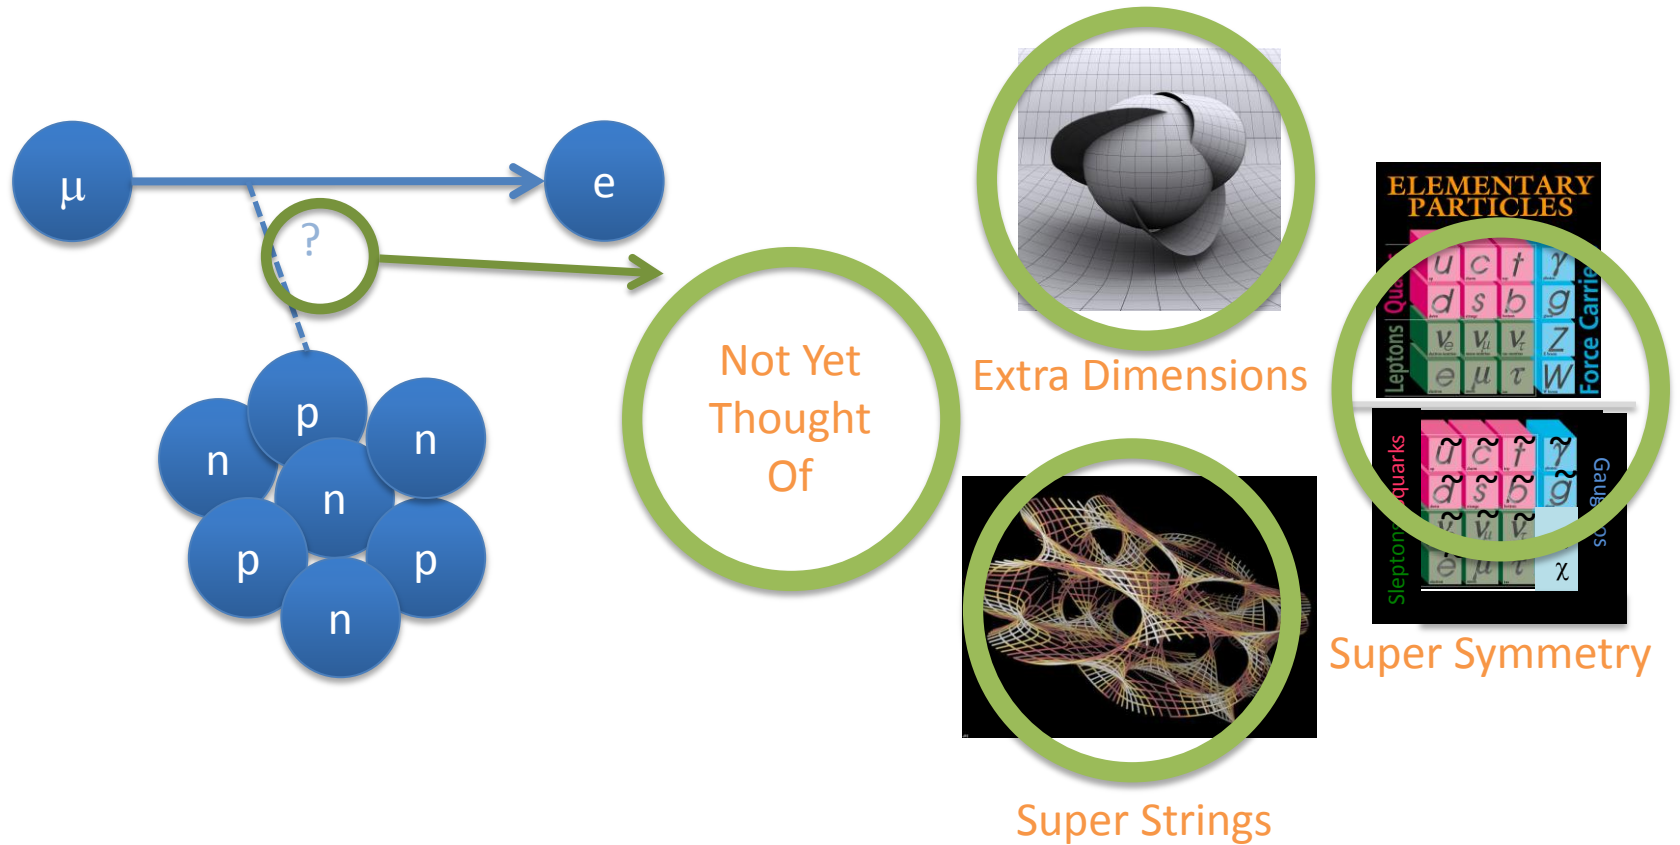 μ
e
?
p
n
n
n
p
p
n
Not Yet
Thought
Of
Extra Dimensions
Super Strings
ELEMENTARY
PARTICLES
u c t γ
d s b g
νe νμ ντ Z
e μ τ W
Leptons
Force Carrie
ũ c̃ t̃ γ̃
d̃ s̃ b̃ g̃
ν̃ ν̃μ ν̃τ
e μ τ χ
Sleptons
Super Symmetry